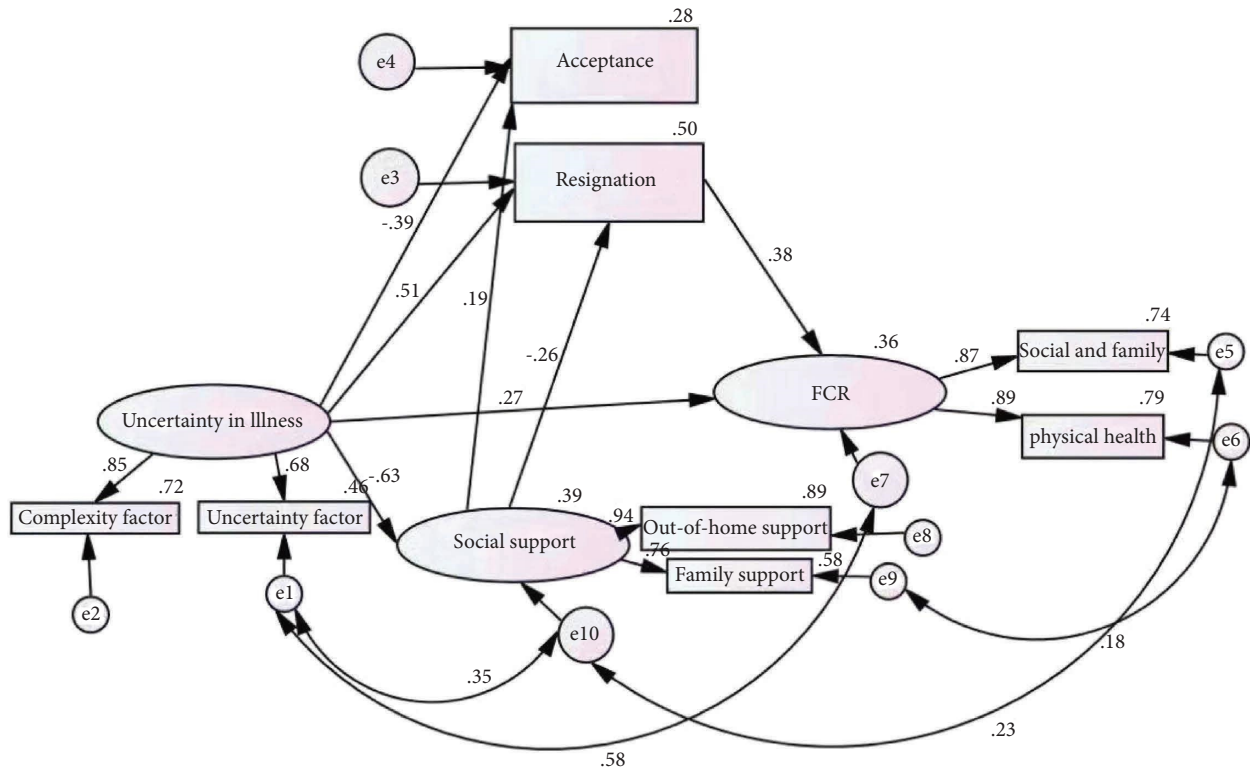 .28
e4
Acceptance
.50
e3
Resignation
-.39
.38
.51
.19
-.26
.74
.36
Social and family
e5
.87
FCR
.27
.89
.79
Uncertainty in lllness
physical health
e6
.85
.68
-.63
.72
.46
.39
.89
e7
Complexity factor
Uncertainty factor
.94
Out-of-home support
Social support
e8
.76
.58
Family support
e9
e1
e2
e10
.18
.35
.23
.58